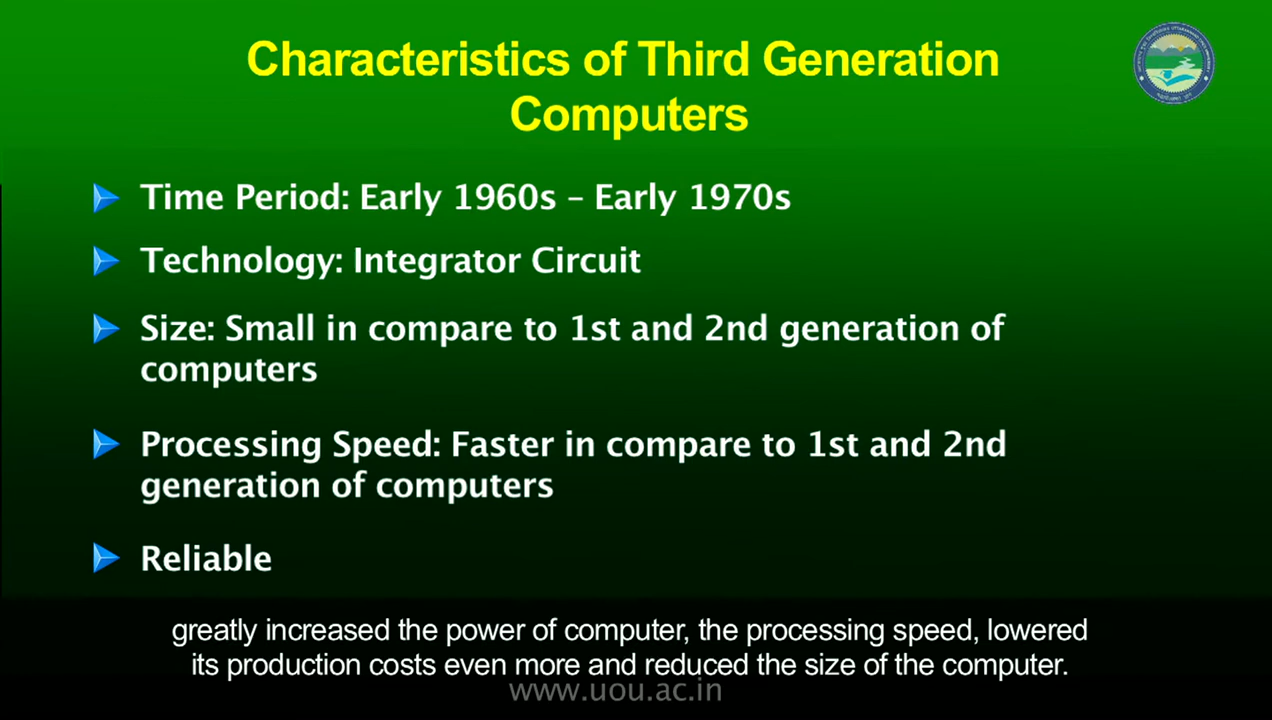 Characteristics of Third Generation
Computers
Time Period: Early 1960s – Early 1970s
Technology: Integrator Circuit
Size: Small in compare to 1st and 2nd generation of
computers
Processing Speed: Faster in compare to 1st and 2nd
generation of computers
Reliable
greatly increased the power of computer, the processing speed, lowered
its production costs even more and reduced the size of the computer.
www.uou.ac.in